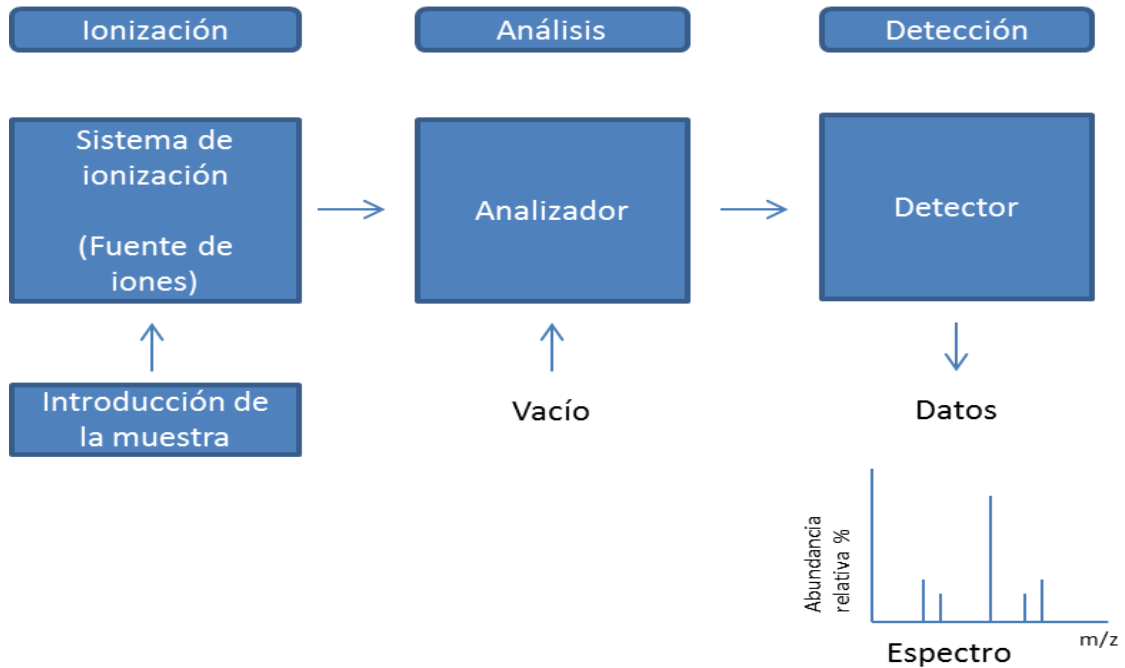 Ionización
Análisis
Detección
Sistema de
ionización
(Fuente de
iones)
Analizador
Detector
Introducción de
la muestra
Vacío
Datos
Abundancia
relativa %
m/z
Espectro